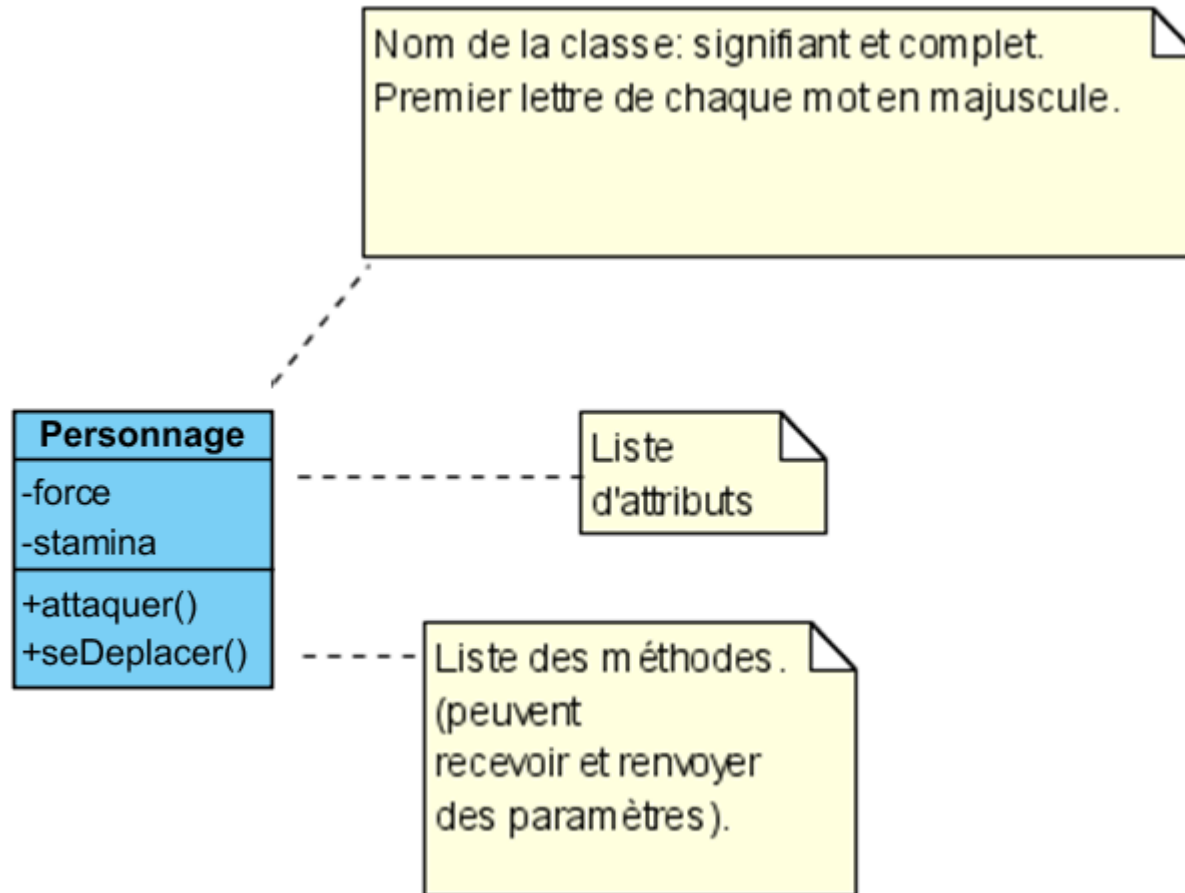 Nom de la classe: signifiant et complet.
Premier lettre de chaque mot en majuscule.
Personnage
-force
-stamina
+attaquer()
+seDeplacer()
Liste
d'attributs
Liste des méthodes.
(peuvent
recevoir et renvoyer
des paramètres).